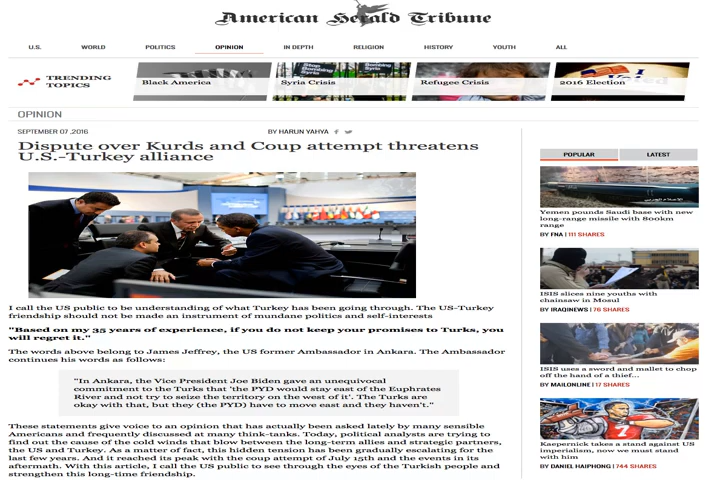 American Herald Tribune
U.S.
WORLD
POLITICS
OPINION
IN DEPTH
RELIGION
HISTORY
YOUTH
ALL
TRENDING
TOPICS
Black America
Syria Crisis
Refugee Crisis
2016 Election
OPINION
SEPTEMBER 07 ,2016
BY HARUN YAHYA
Dispute over Kurds and Coup attempt threatens
U.S.-Turkey alliance
I call the US public to be understanding of what Turkey has been going through. The US-Turkey
friendship should not be made an instrument of mundane politics and self-interests
"Based on my 35 years of experience, if you do not keep your promises to Turks, you
will regret it."
The words above belong to James Jeffrey, the US former Ambassador in Ankara. The Ambassador
continues his words as follows:
"In Ankara, the Vice President Joe Biden gave an unequivocal
commitment to the Turks that 'the PYD would stay east of the Euphrates
River and not try to seize the territory on the west of it'. The Turks are
okay with that, but they (the PYD) have to move east and they haven't."
These statements give voice to an opinion that has actually been asked lately by many sensible
Americans and frequently discussed at many think-tanks. Today, political analysts are trying to
find out the cause of the cold winds that blow between the long-term allies and strategic partners,
the US and Turkey. As a matter of fact, this hidden tension has been gradually escalating for the
last few years. And it reached its peak with the coup attempt of July 15th and the events in its
aftermath. With this article, I call the US public to see through the eyes of the Turkish people and
strengthen this long-time friendship.
POPULAR
LATEST
Yemen pounds Saudi base with new
long-range missile with 800km
range
BY FNA | 111 SHARES
ISIS slices nine youths with
chainsaw in Mosul
BY IRAQINEWS | 76 SHARES
ISIS uses a sword and mallet to chop
off the hand of a thief...
BY MAILONLINE | 17 SHARES
Kaepernick takes a stand against US
imperialism, now we must stand
with him
BY DANIEL HAIPHONG | 744 SHARES